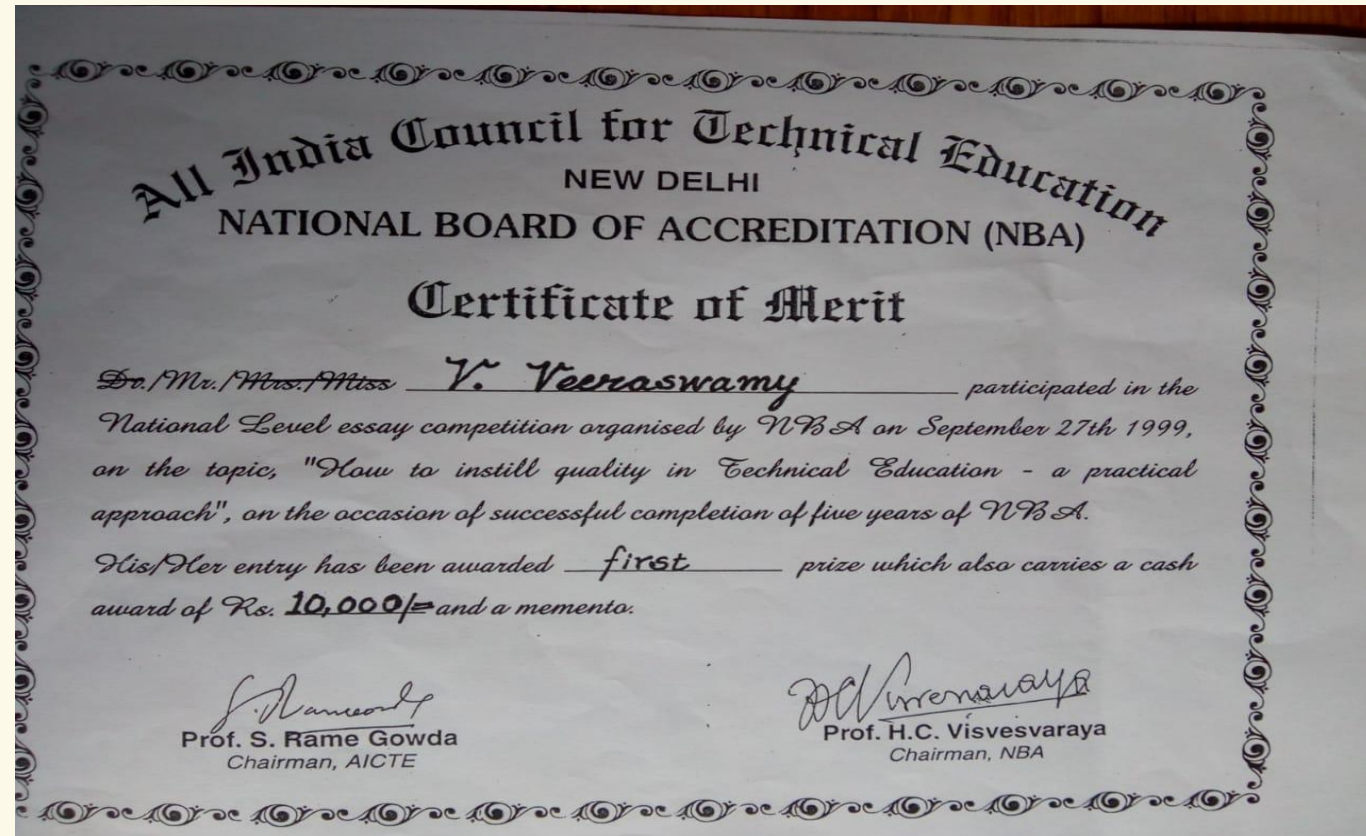 All India Council for Technical Education
NEW DELHI
NATIONAL BOARD OF ACCREDITATION (NBA)
Certificate of Merit
Dr./Mr./Mrs./Miss V. Veeraswamy participated in the
National Level essay competition organised by NBA on September 27th 1999,
on the topic, "How to instill quality in Technical Education - a practical
approach", on the occasion of successful completion of five years of NBA.
His/Her entry has been awarded first prize which also carries a cash
award of Rs. 10,000/= and a memento.
Prof. S. Rame Gowda
Chairman, AICTE
Prof. H.C. Visvesvaraya
Chairman, NBA